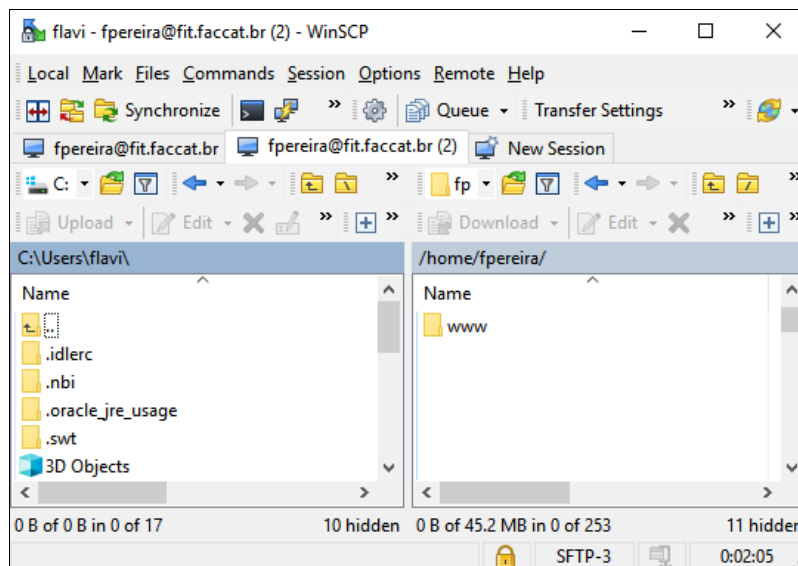 flavi - fpereira@fit.faccat.br (2) - WinSCP
Local Mark Files Commands Session Options Remote Help
Synchronize » Queue Transfer Settings »
fpereira@fit.faccat.br fpereira@fit.faccat.br (2) New Session
C: » fp »
Upload Edit » » Download Edit » »
C:\Users\flavi\ /home/fpereira/
Name Name
.. www
.idlerc
.nbi
.oracle_jre_usage
.swt
3D Objects
0 B of 0 B in 0 of 17 10 hidden 0 B of 45.2 MB in 0 of 253 11 hidden
SFTP-3 0:02:05